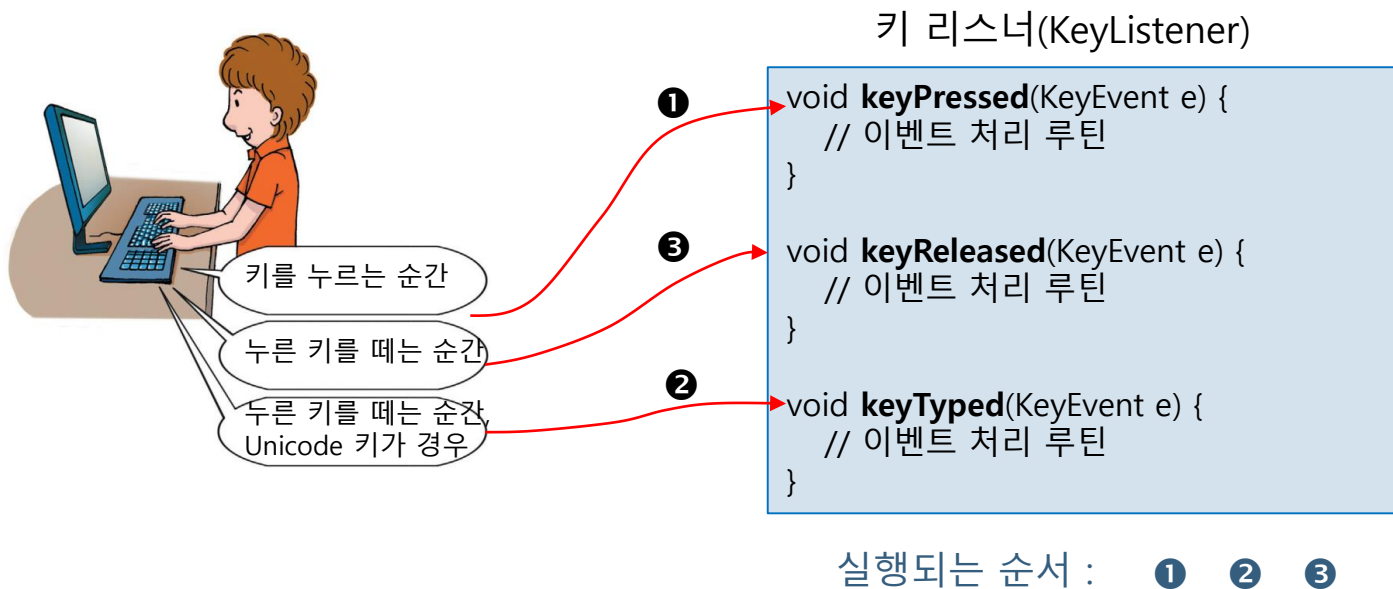 키 리스너(KeyListener)
❶
void keyPressed(KeyEvent e) {
// 이벤트 처리 루틴
}
키를 누르는 순간
❸
void keyReleased(KeyEvent e) {
// 이벤트 처리 루틴
}
누른 키를 떼는 순간
❷
void keyTyped(KeyEvent e) {
// 이벤트 처리 루틴
}
누른 키를 떼는 순간,
Unicode 키가 경우
실행되는 순서 : ❶ ❷ ❸